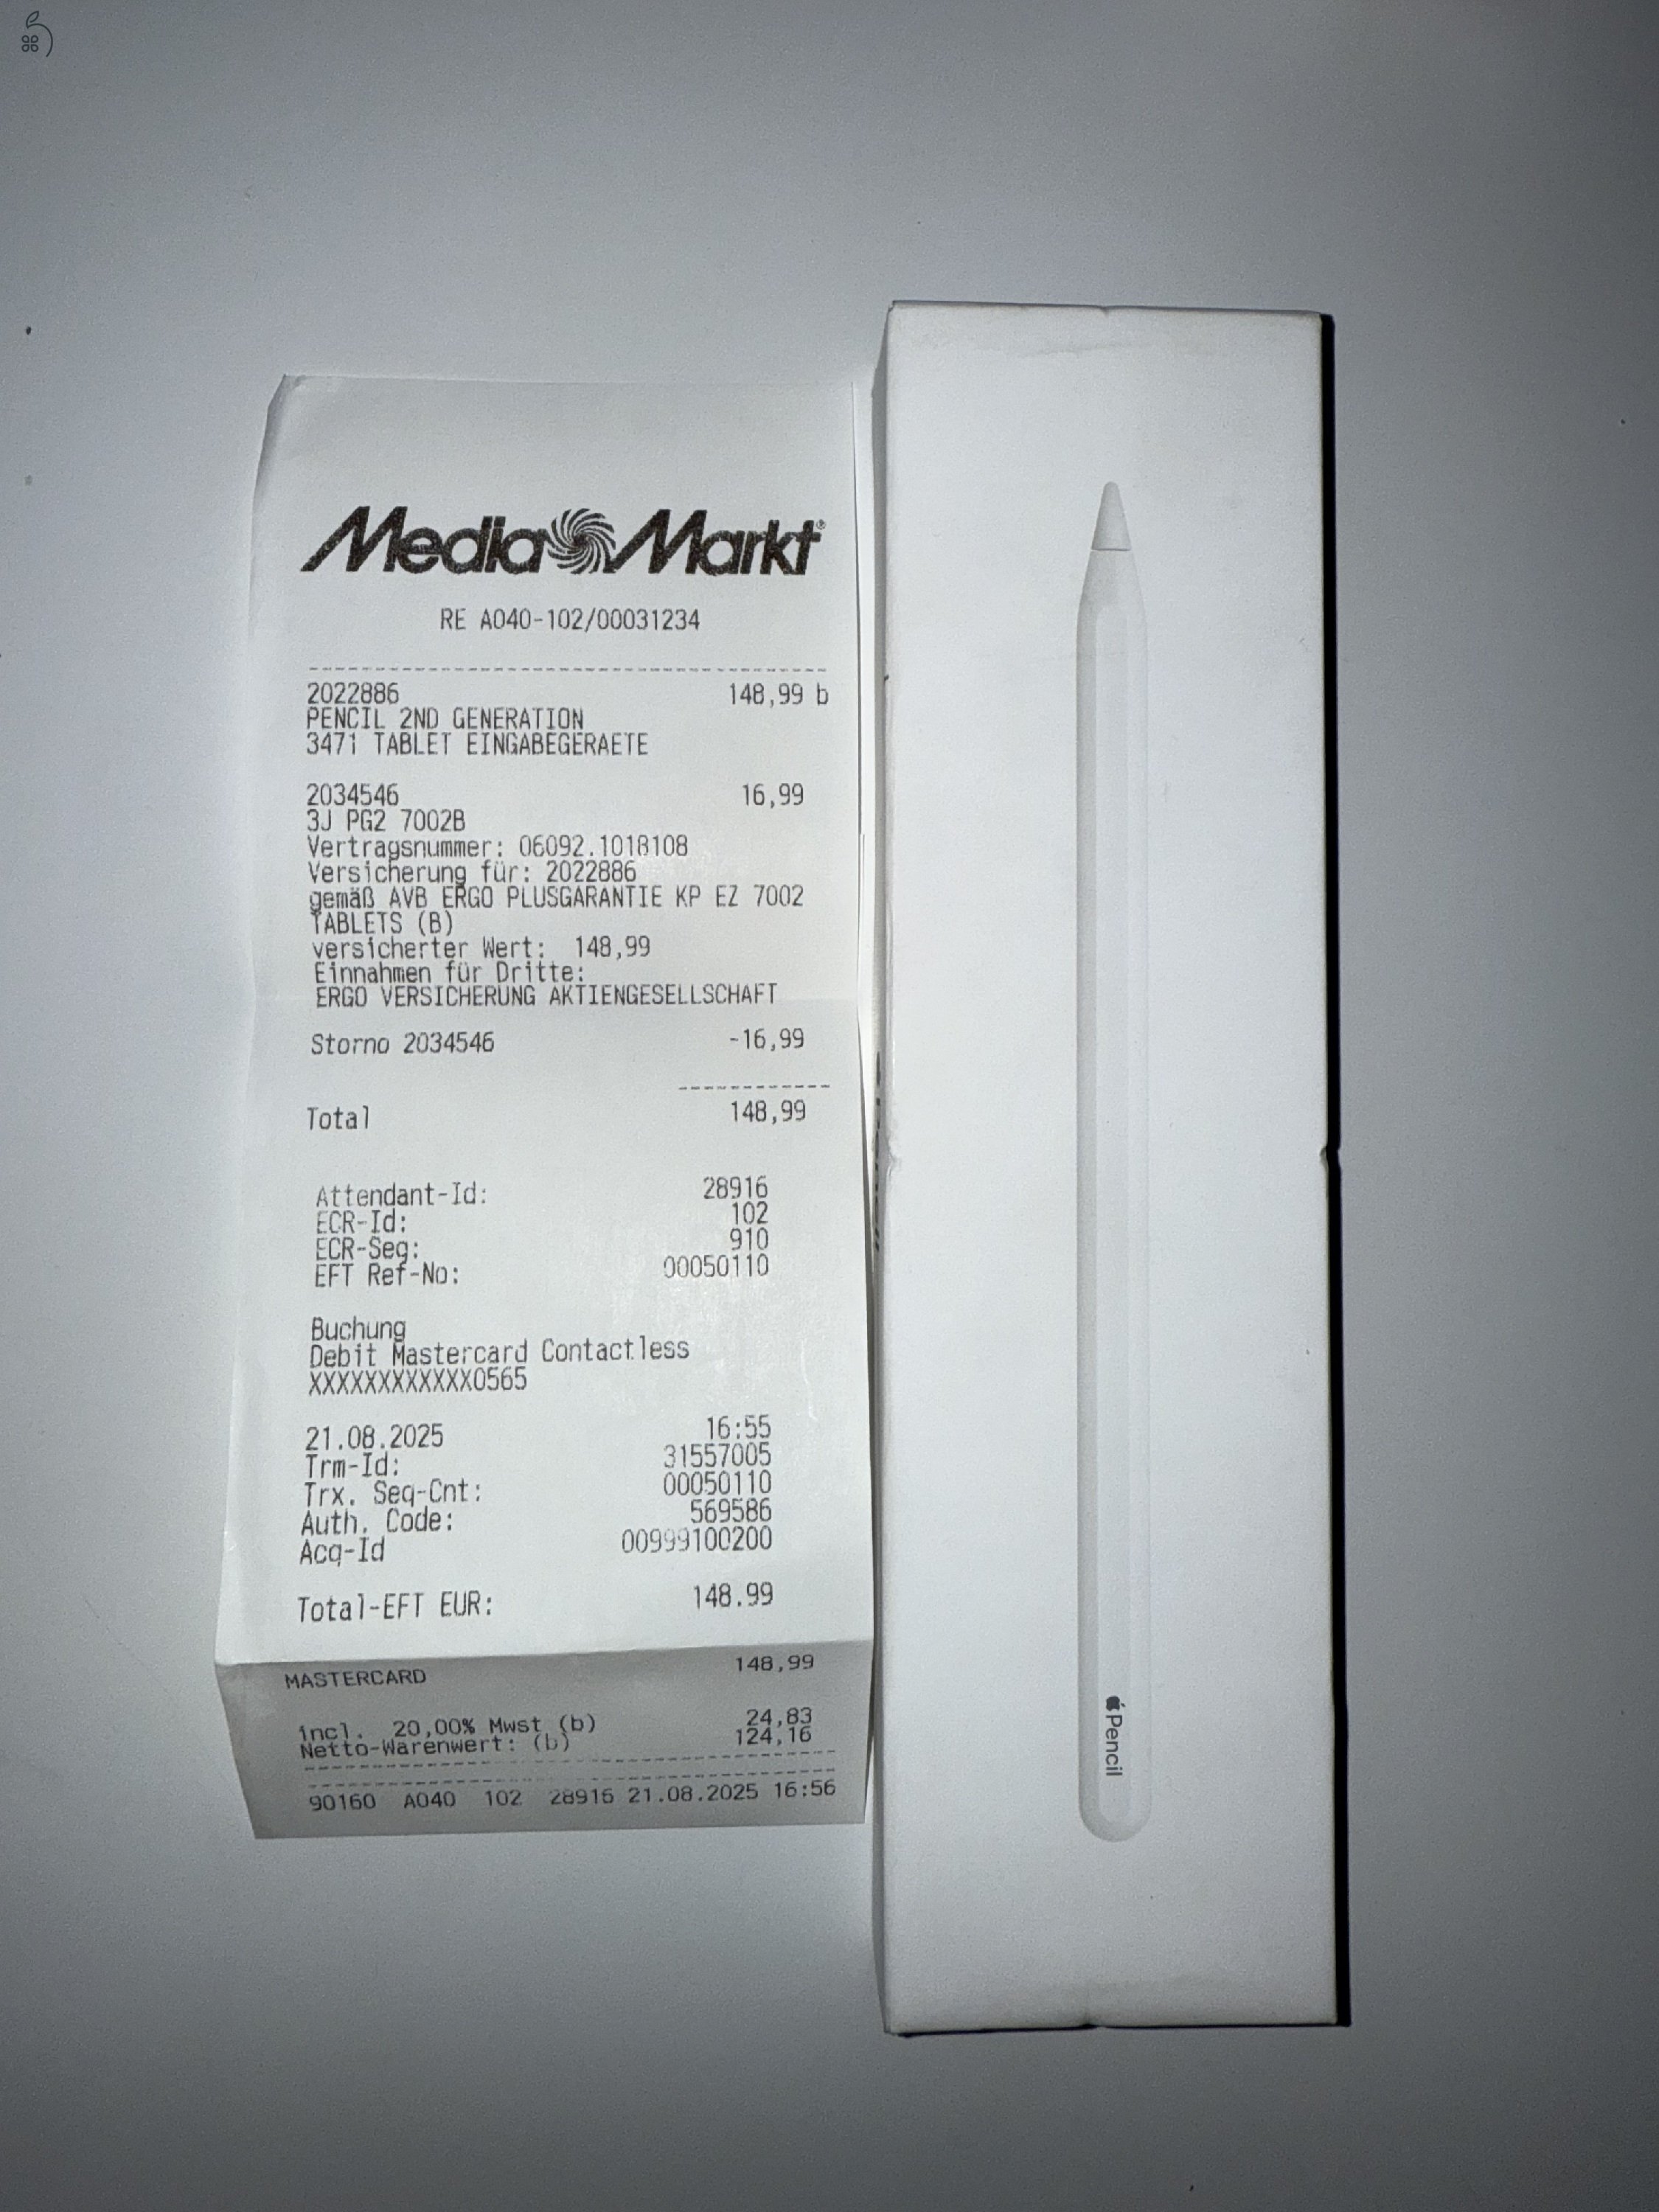 MediaMarkt®
RE A040-102/00031234
2022886 148,99 b
PENCIL 2ND GENERATION
3471 TABLET EINGABEGERAETE
2034546 16,99
3J PG2 7002B
Vertragsnummer: 06092.1018108
Versicherung für: 2022886
gemäß AVB ERGO PLUSGARANTIE KP EZ 7002
TABLETS (B)
versicherter Wert: 148,99
Einnahmen für Dritte:
ERGO VERSICHERUNG AKTIENGESELLSCHAFT
Storno 2034546 -16,99
Total 148,99
Attendant-Id: 28916
ECR-Id: 102
ECR-Seq: 910
EFT Ref-No: 00050110
Buchung
Debit Mastercard Contactless
XXXXXXXXXXXX0565
21.08.2025 16:55
Trm-Id: 31557005
Trx. Seq-Cnt: 00050110
Auth. Code: 569586
Acq-Id 00999100200
Total-EFT EUR: 148.99
MASTERCARD 148,99
incl. 20,00% Mwst (b) 24,83
Netto-Warenwert: (b) 124,16
90160 A040 102 28916 21.08.2025 16:56
Pencil